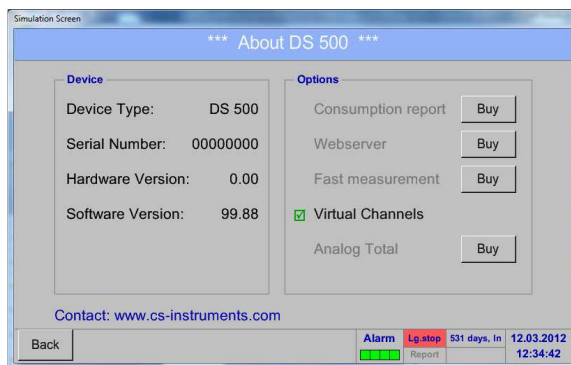 Simulation Screen
*** About DS 500 ***
Device
Device Type: DS 500
Serial Number: 00000000
Hardware Version: 0.00
Software Version: 99.88
Options
Consumption report Buy
Webserver Buy
Fast measurement Buy
Virtual Channels
Analog Total Buy
Contact: www.cs-instruments.com
Back
Alarm
Lg.stop
Report
531 days, In
12.03.2012
12:34:42